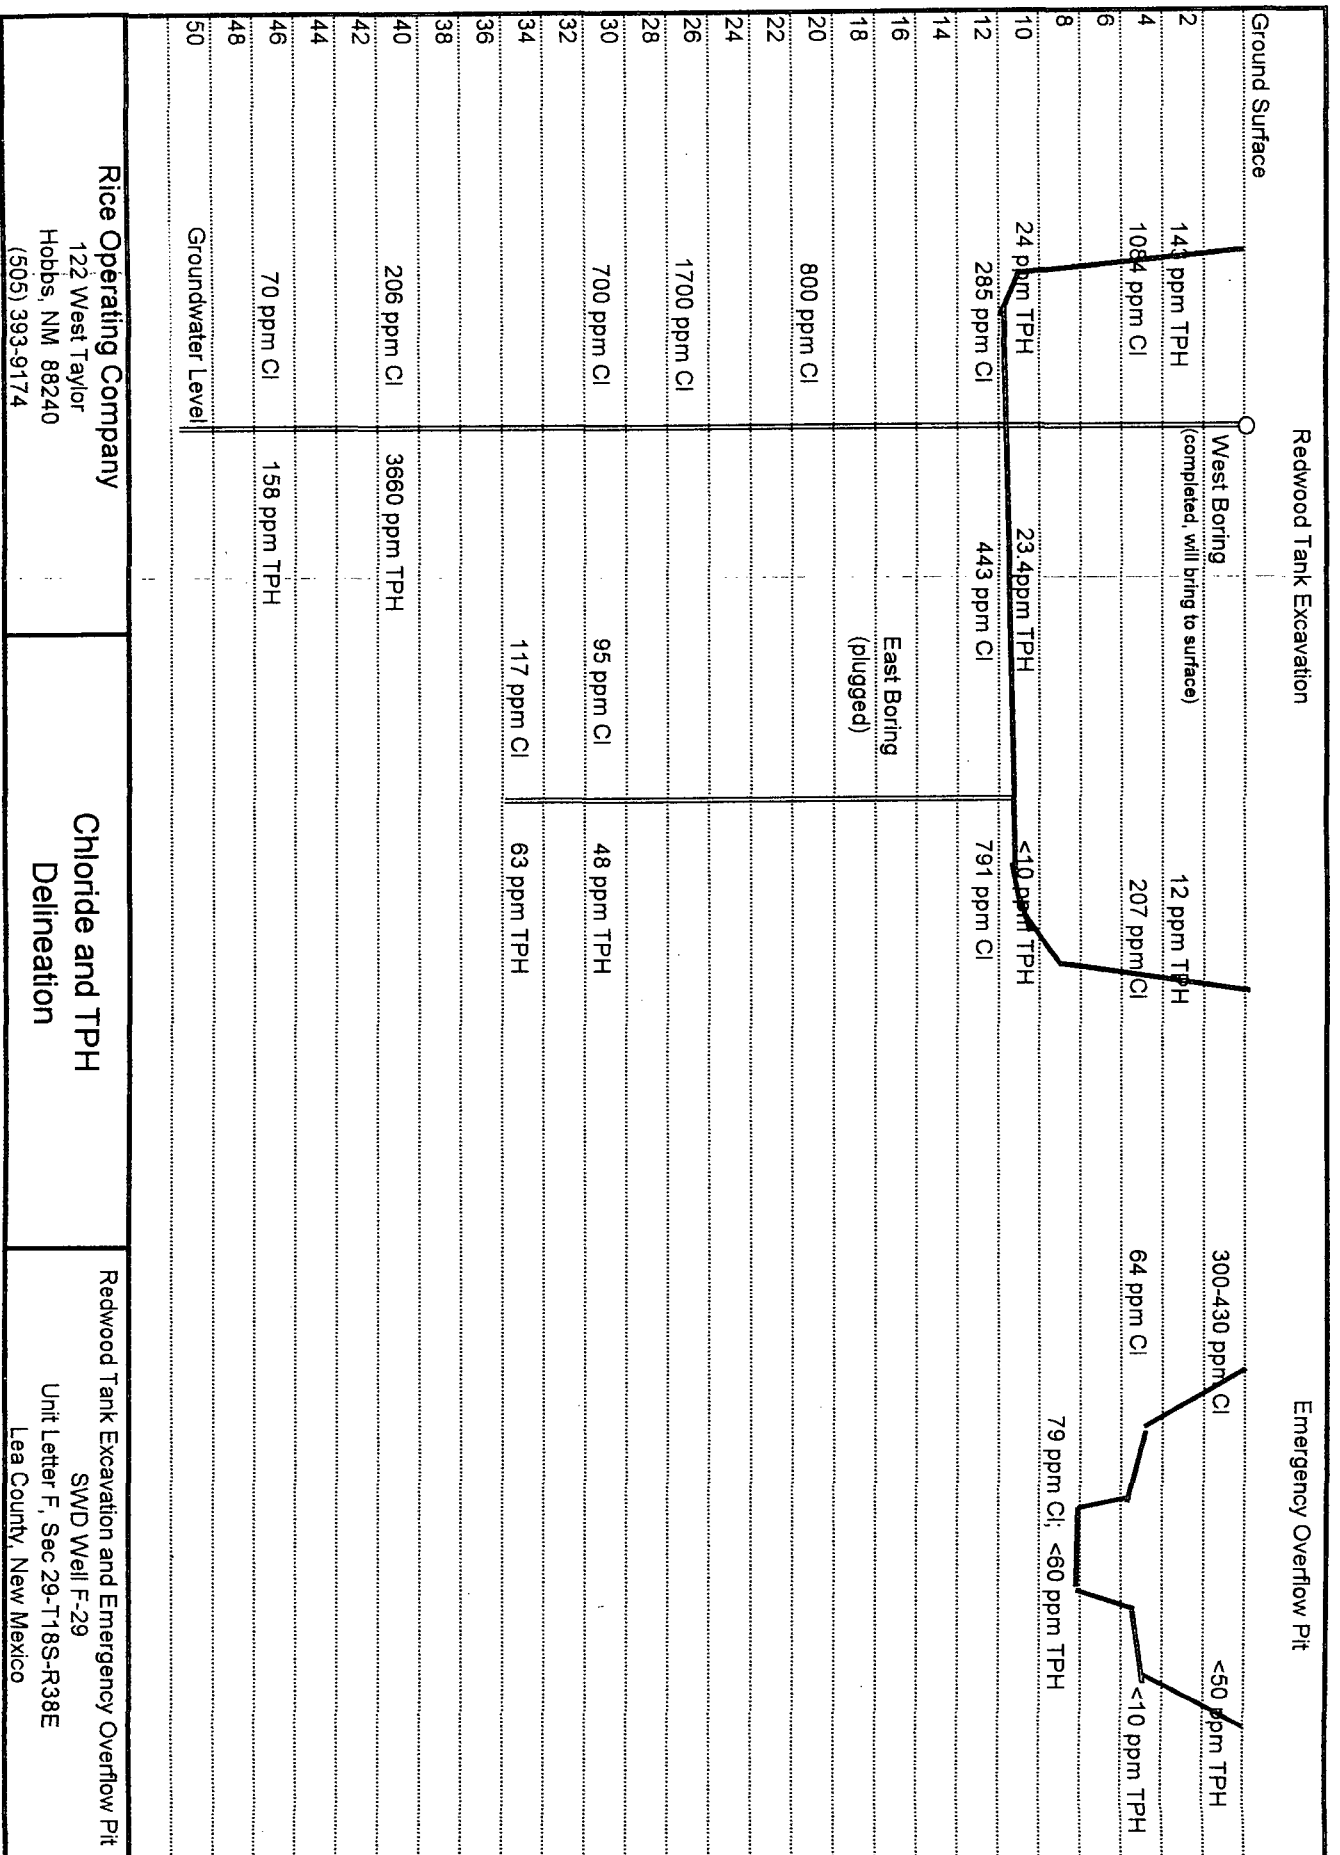 Redwood Tank Excavation
Emergency Overflow Pit
Ground Surface
West Boring
(completed, will bring to surface)
300-430 ppm Cl
<50 ppm TPH
2
ppm TPH
12 ppm TPH
4
1084 ppm Cl
207 ppm Cl
64 ppm Cl
<10 ppm TPH
6
8
79 ppm Cl; <60 ppm TPH
10
24 ppm TPH
23.4ppm TPH
<10 ppm TPH
12
285 ppm Cl
443 ppm Cl
791 ppm Cl
14
16
East Boring
18
(plugged)
20
800 ppm Cl
22
24
26
1700 ppm Cl
28
30
700 ppm Cl
95 ppm Cl
48 ppm TPH
32
34
117 ppm Cl
63 ppm TPH
36
38
40
206 ppm Cl
3660 ppm TPH
42
44
46
70 ppm Cl
158 ppm TPH
48
50
Groundwater Level
Rice Operating Company
122 West Taylor
Hobbs, NM 88240
(505) 393-9174
Chloride and TPH
Delineation
Redwood Tank Excavation and Emergency Overflow Pit
SWD Well F-29
Unit Letter F, Sec 29-T18S-R38E
Lea County, New Mexico